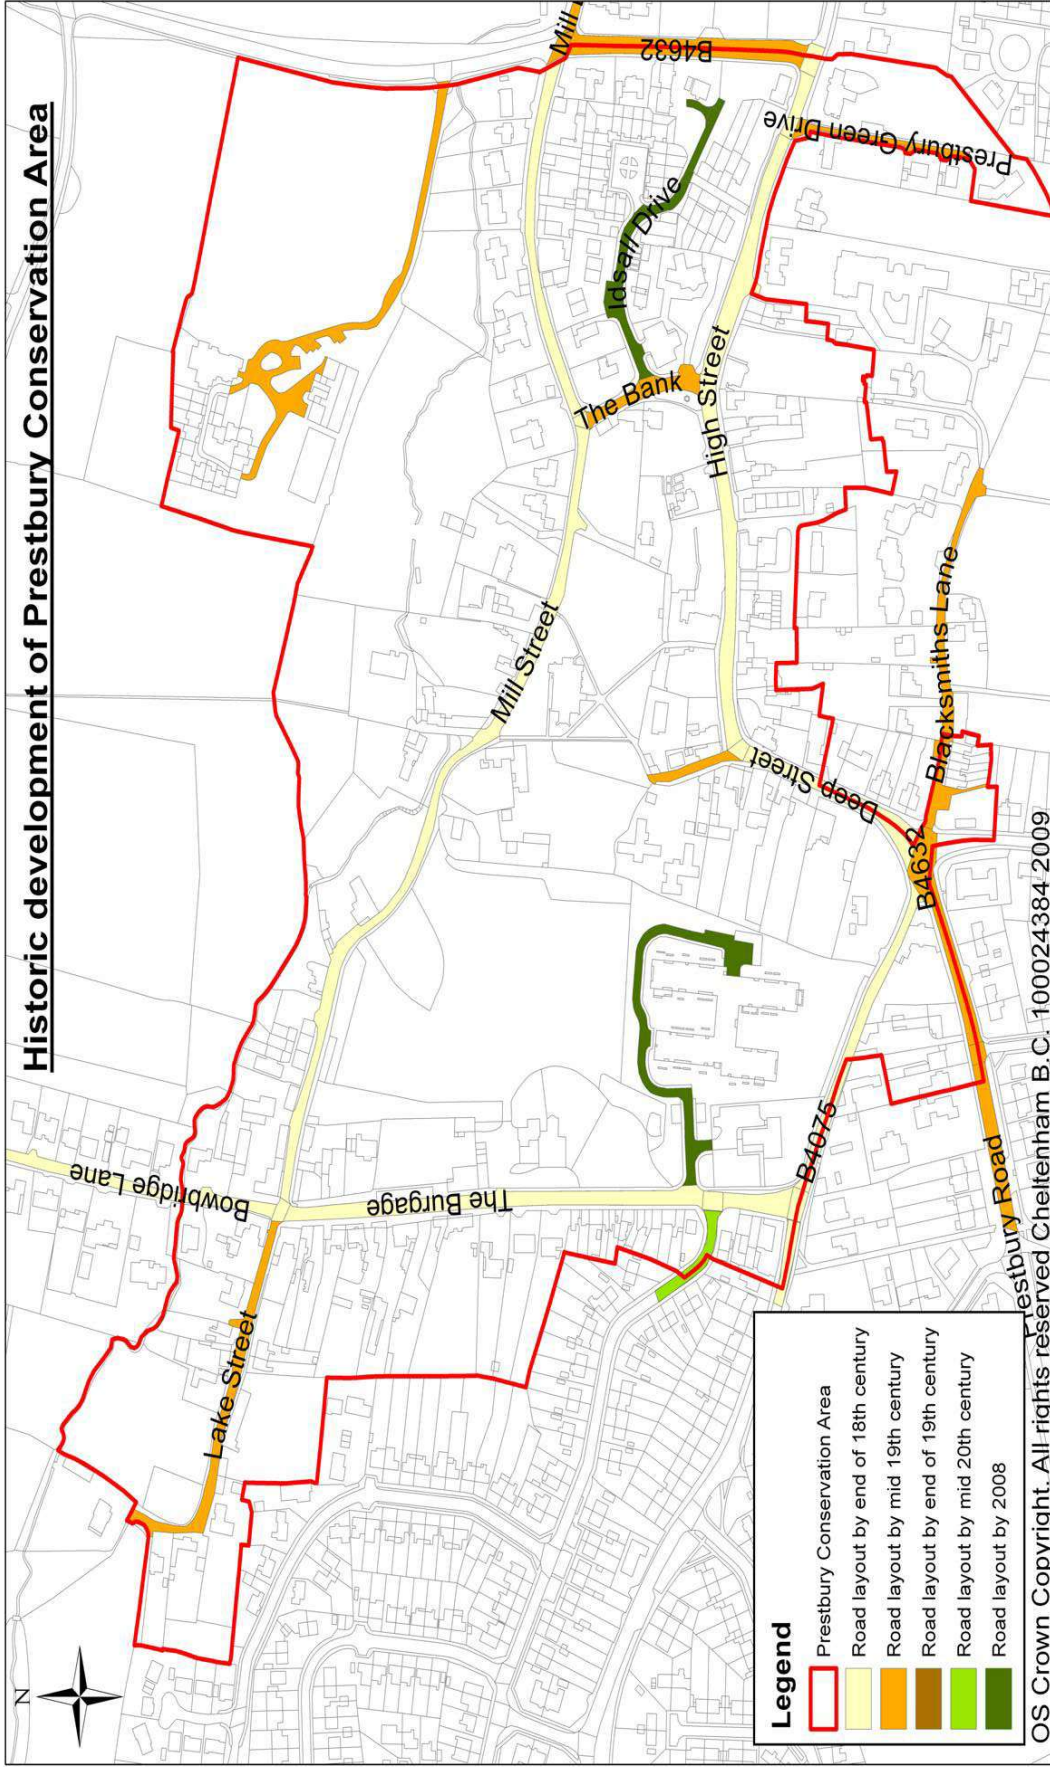 Historic development of Prestbury Conservation Area
N
Bowbridge Lane
Lake Street
The Burgage
Mill Street
Mill
B4632
The Bank
Idsall Drive
High Street
Prestbury Green Drive
Deep Street
Blacksmiths Lane
B4632
B4075
Prestbury Road
Prestbury Road
Legend
Prestbury Conservation Area
Road layout by end of 18th century
Road layout by mid 19th century
Road layout by end of 19th century
Road layout by mid 20th century
Road layout by 2008
OS Crown Copyright. All rights reserved Cheltenham B.C. 100024384 2009